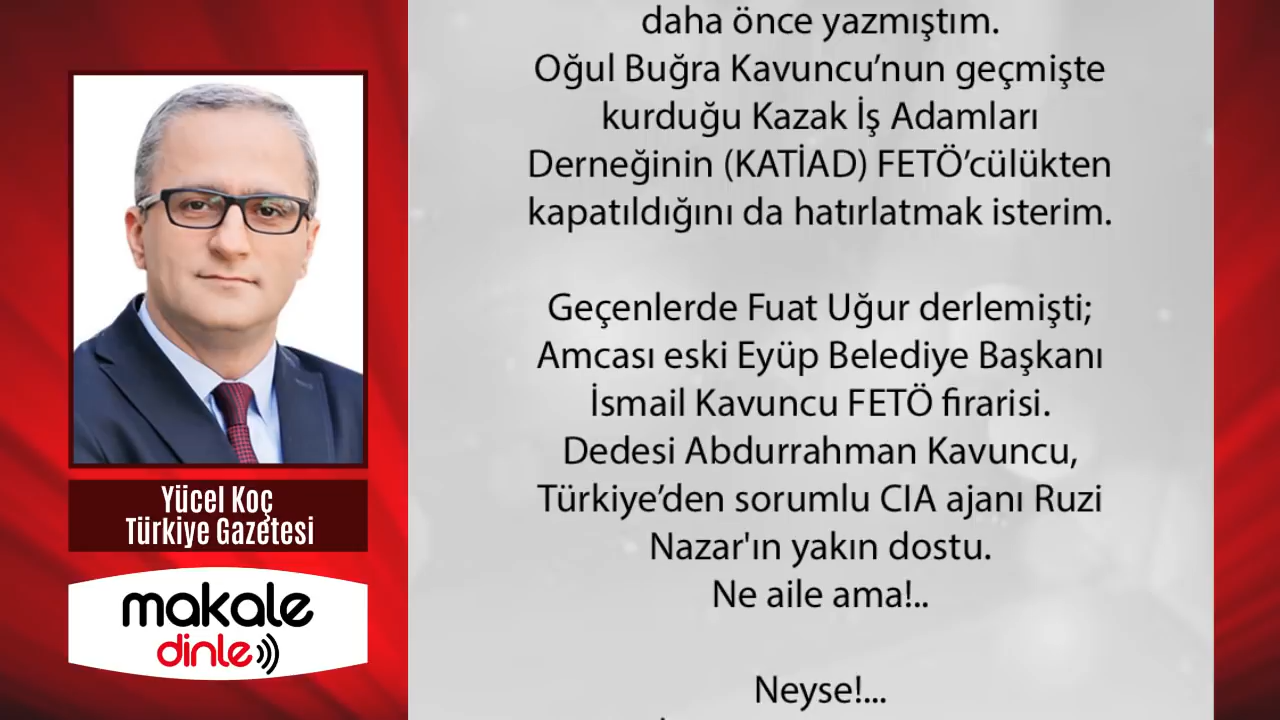 daha önce yazmıştım.
Oğul Buğra Kavuncu’nun geçmişte
kurduğu Kazak İş Adamları
Derneğinin (KATİAD) FETÖ’cülükten
kapatıldığını da hatırlatmak isterim.
Geçenlerde Fuat Uğur derlemişti;
Amcası eski Eyüp Belediye Başkanı
İsmail Kavuncu FETÖ firarisi.
Dedesi Abdurrahman Kavuncu,
Türkiye’den sorumlu CIA ajanı Ruzi
Nazar'ın yakın dostu.
Ne aile ama!..
Neyse!...
Yücel Koç
Türkiye Gazetesi
makale
dinle